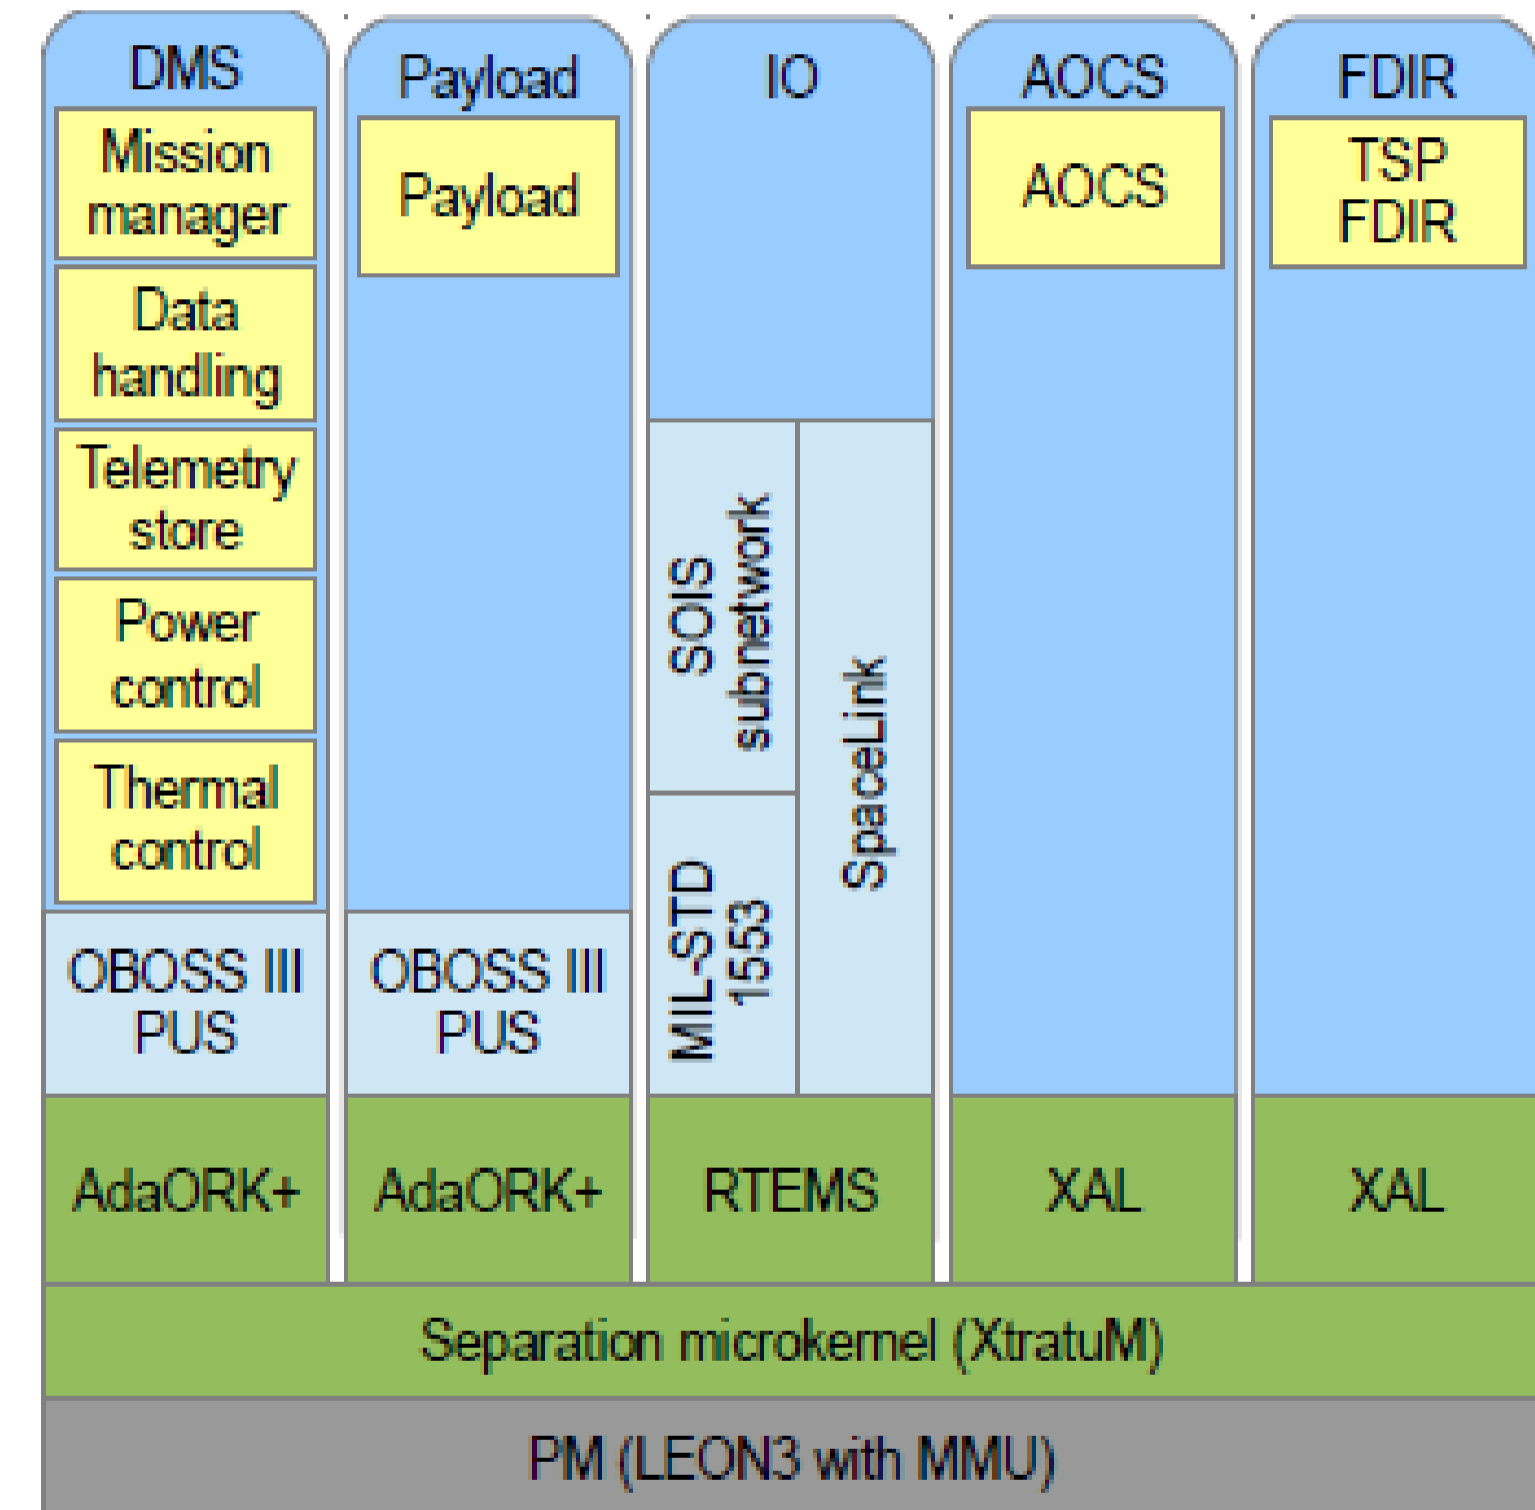 DMS
Mission
manager
Data
handling
Telemetry
store
Power
control
Thermal
control
OBOSS III
PUS
AdaORK+
Payload
Payload
OBOSS III
PUS
AdaORK+
IO
SOIS
subnetwork
MIL-STD
1553
SpaceLink
RTEMS
AOCS
AOCS
XAL
FDIR
TSP
FDIR
XAL
Separation microkernel (XtratuM)
PM (LEON3 with MMU)